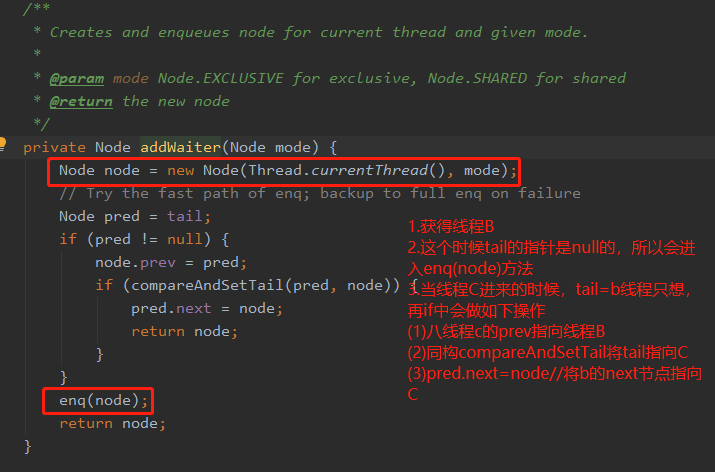 /**
 * Creates and enqueues node for current thread and given mode.
 *
 * @param mode Node.EXCLUSIVE for exclusive, Node.SHARED for shared
 * @return the new node
 */
private Node addWaiter(Node mode) {
    Node node = new Node(Thread.currentThread(), mode);
    // Try the fast path of enq; backup to full enq on failure
    Node pred = tail;
    if (pred != null) {
        node.prev = pred;
        if (compareAndSetTail(pred, node)) {
            pred.next = node;
            return node;
        }
    }
    enq(node);
    return node;
}
1.获得线程B
2.这个时候tail的指针是null的，所以会进
入enq(node)方法
3.当线程C进来的时候，tail=b线程只想，
再if中会做如下操作
(1)八线程c的prev指向线程B
(2)同构compareAndSetTail将tail指向C
(3)pred.next=node//将b的next节点指向
C